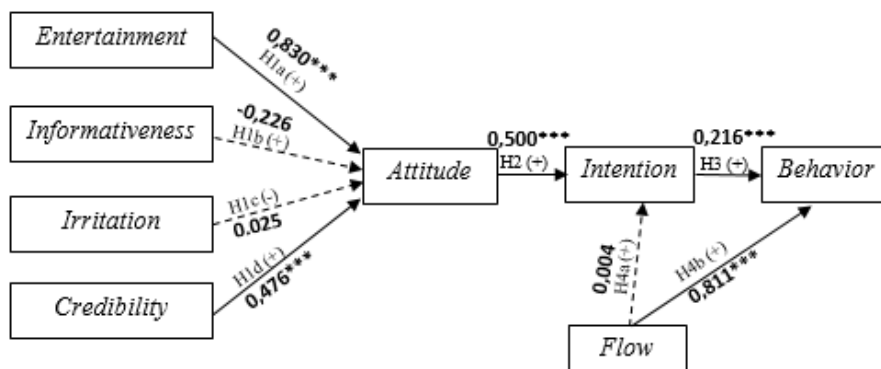 Entertainment
0,830***
H1a (+)
Informativeness
-0,226
H1b (+)
Irritation
H1c (-)
0.025
Credibility
H1d (+)
0,476***
Attitude
0,500***
H2 (+)
Intention
0,216***
H3 (+)
Behavior
0,004
H4a (+)
H4b (+)
0,811***
Flow